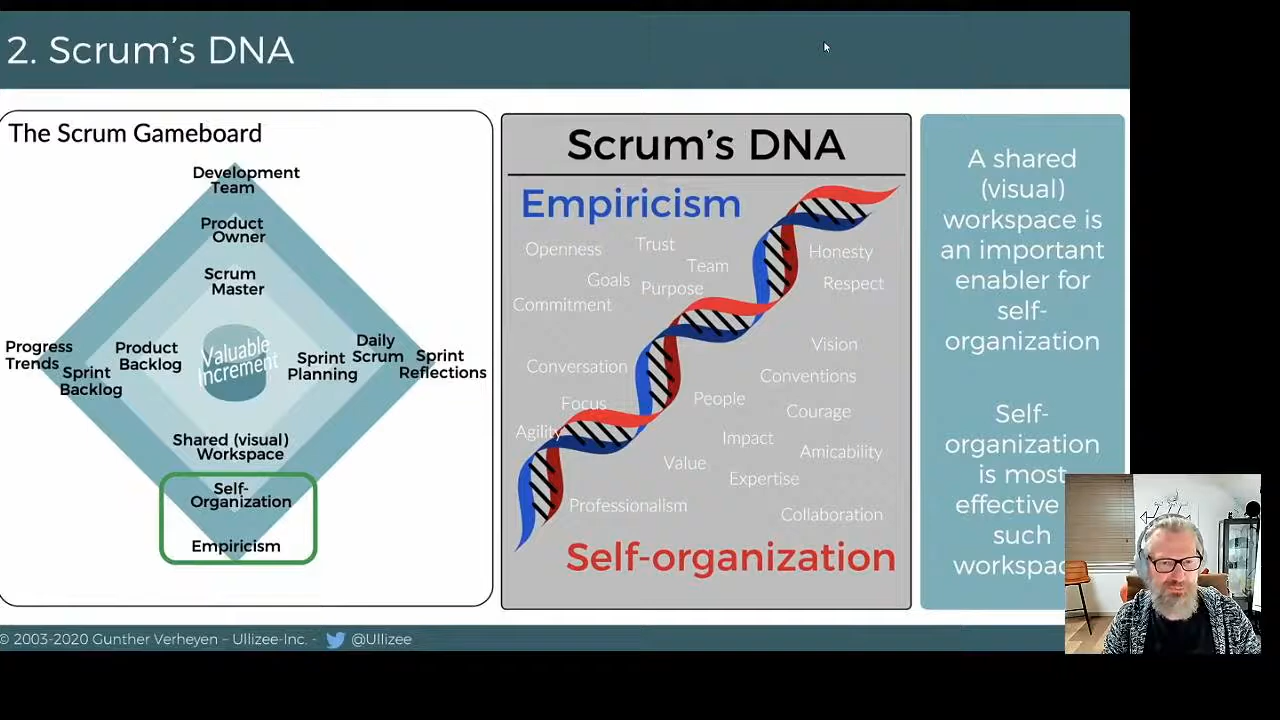 2. Scrum's DNA
The Scrum Gameboard
Development
Team
Product
Owner
Scrum
Master
Progress
Trends
Sprint
Backlog
Product
Backlog
Valuable
Increment
Sprint
Planning
Daily
Scrum
Sprint
Reflections
Shared (visual)
Workspace
Self-
Organization
Empiricism
Scrum's DNA
Empiricism
Openness
Trust
Team
Honesty
Goals
Purpose
Respect
Commitment
Vision
Conversation
Conventions
People
Focus
Courage
Agility
Impact
Amicability
Value
Expertise
Professionalism
Collaboration
Self-organization
A shared
(visual)
workspace is
an important
enabler for
self-
organization
Self-
organization
is most
effective
such
© 2003-2020 Gunther Verheyen – Ullizee-Inc. - @Ullizee